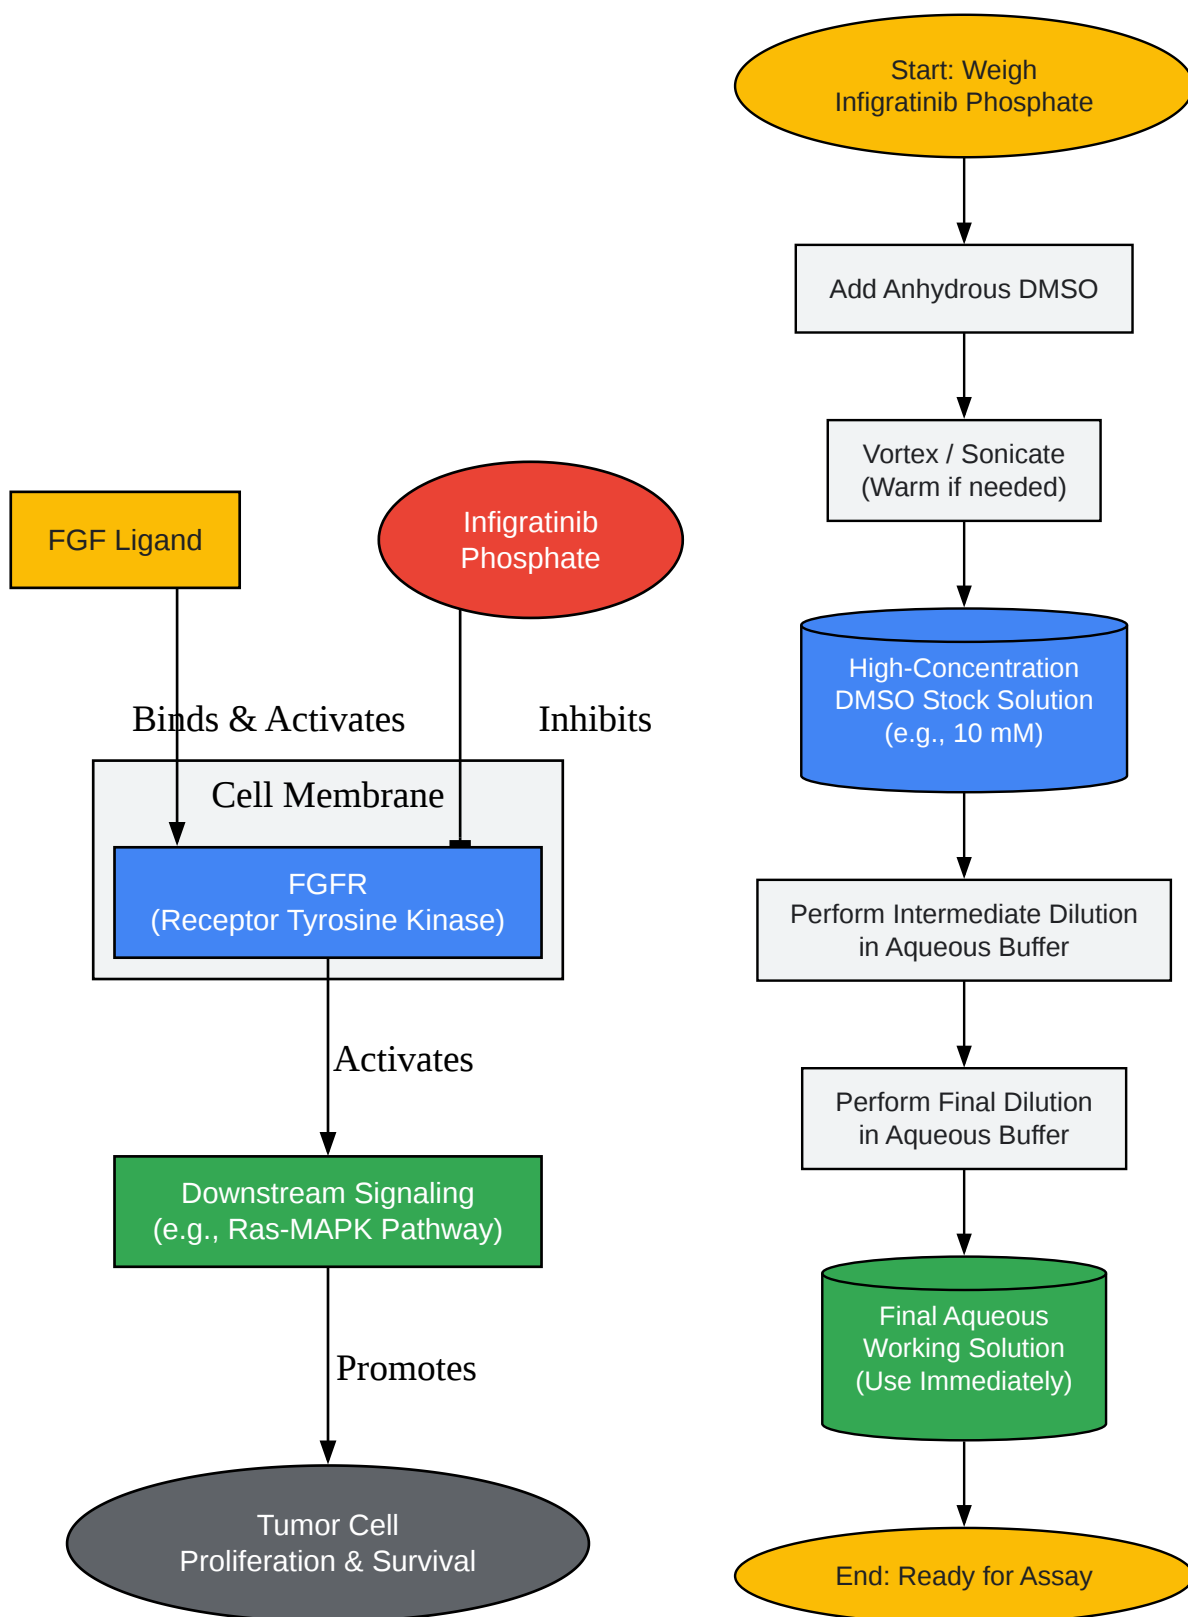 FGF Ligand
Infigratinib
Phosphate
Binds & Activates
Inhibits
Cell Membrane
FGFR
(Receptor Tyrosine Kinase)
Activates
Downstream Signaling
(e.g., Ras-MAPK Pathway)
Promotes
Tumor Cell
Proliferation & Survival
Start: Weigh
Infigratinib Phosphate
Add Anhydrous DMSO
Vortex / Sonicate
(Warm if needed)
High-Concentration
DMSO Stock Solution
(e.g., 10 mM)
Perform Intermediate Dilution
in Aqueous Buffer
Perform Final Dilution
in Aqueous Buffer
Final Aqueous
Working Solution
(Use Immediately)
End: Ready for Assay